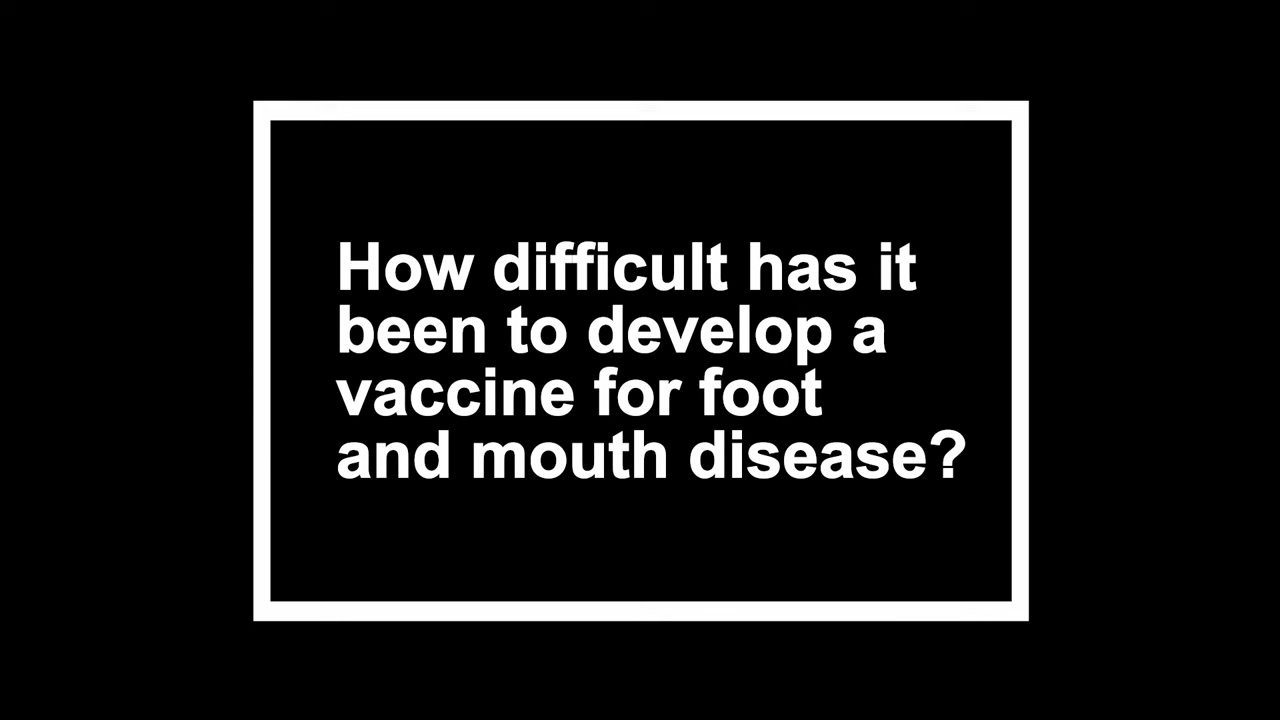 How difficult has it
been to develop a
vaccine for foot
and mouth disease?